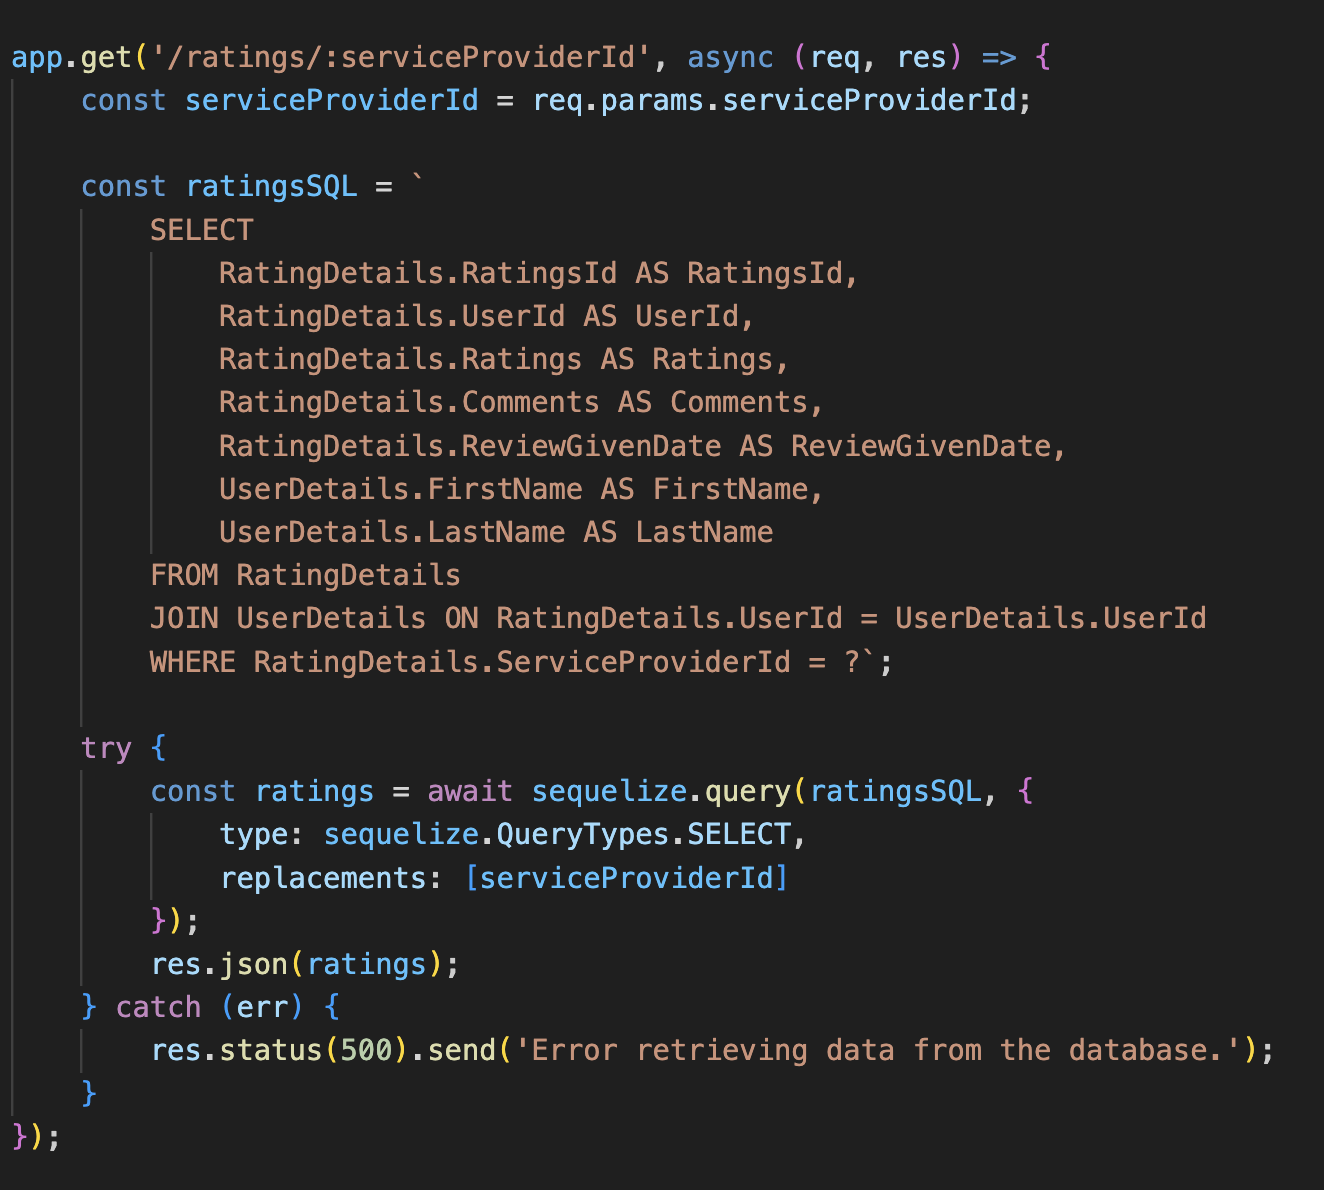 app.get('/ratings/:serviceProviderId', async (req, res) => {
    const serviceProviderId = req.params.serviceProviderId;

    const ratingsSQL = `
        SELECT
            RatingDetails.RatingsId AS RatingsId,
            RatingDetails.UserId AS UserId,
            RatingDetails.Ratings AS Ratings,
            RatingDetails.Comments AS Comments,
            RatingDetails.ReviewGivenDate AS ReviewGivenDate,
            UserDetails.FirstName AS FirstName,
            UserDetails.LastName AS LastName
        FROM RatingDetails
        JOIN UserDetails ON RatingDetails.UserId = UserDetails.UserId
        WHERE RatingDetails.ServiceProviderId = ?`;

    try {
        const ratings = await sequelize.query(ratingsSQL, {
            type: sequelize.QueryTypes.SELECT,
            replacements: [serviceProviderId]
        });
        res.json(ratings);
    } catch (err) {
        res.status(500).send('Error retrieving data from the database.');
    }
});